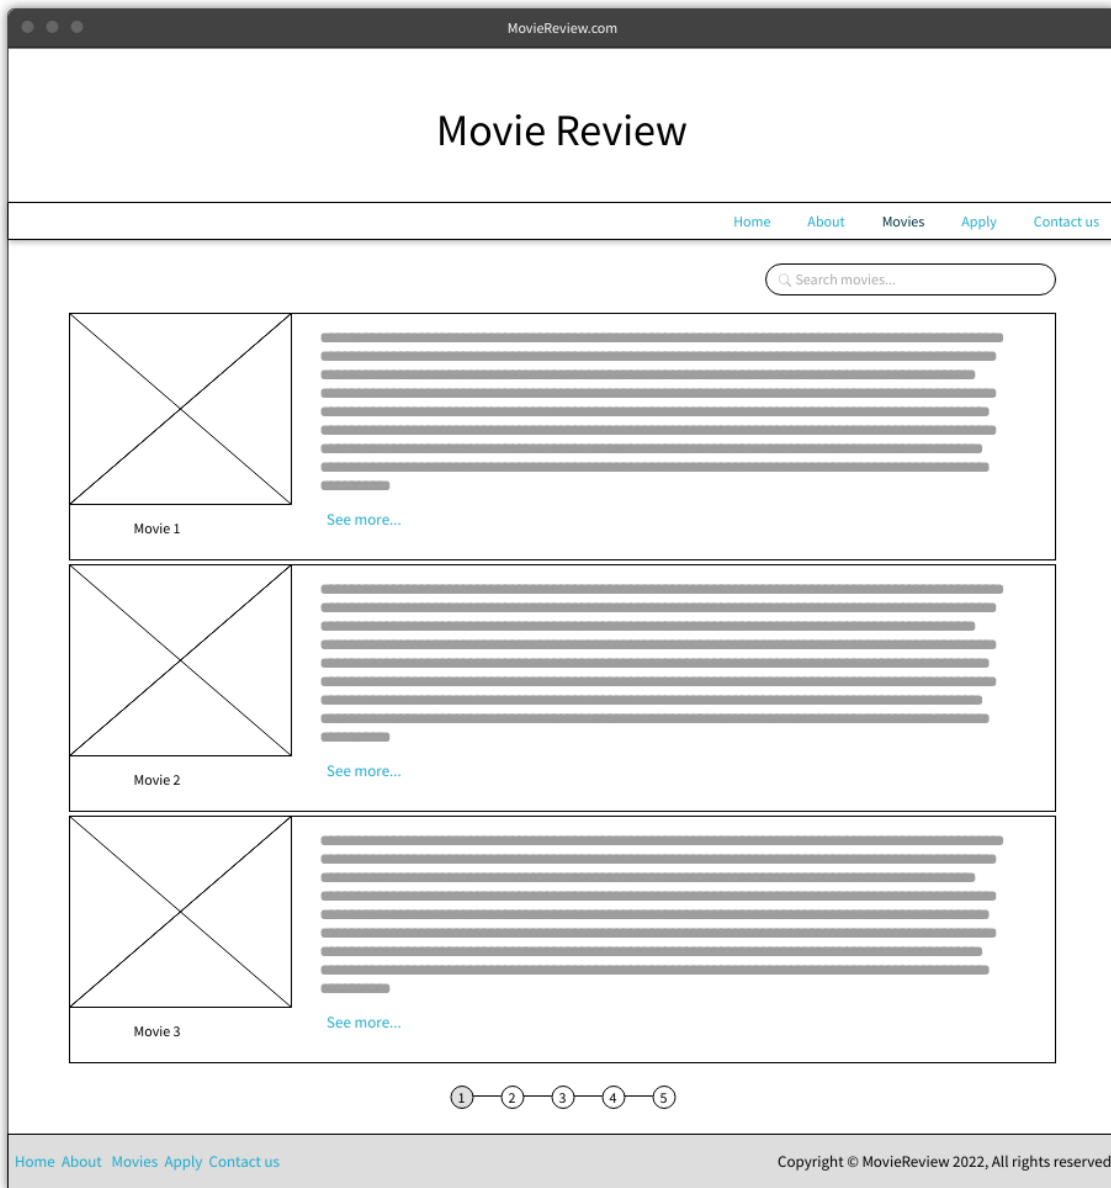 MovieReview.com
Movie Review
Home About Movies Apply Contact us
Search movies...
See more...
Movie 1
See more...
Movie 2
See more...
Movie 3
1 2 3 4 5
Home About Movies Apply Contact us Copyright © MovieReview 2022, All rights reserved